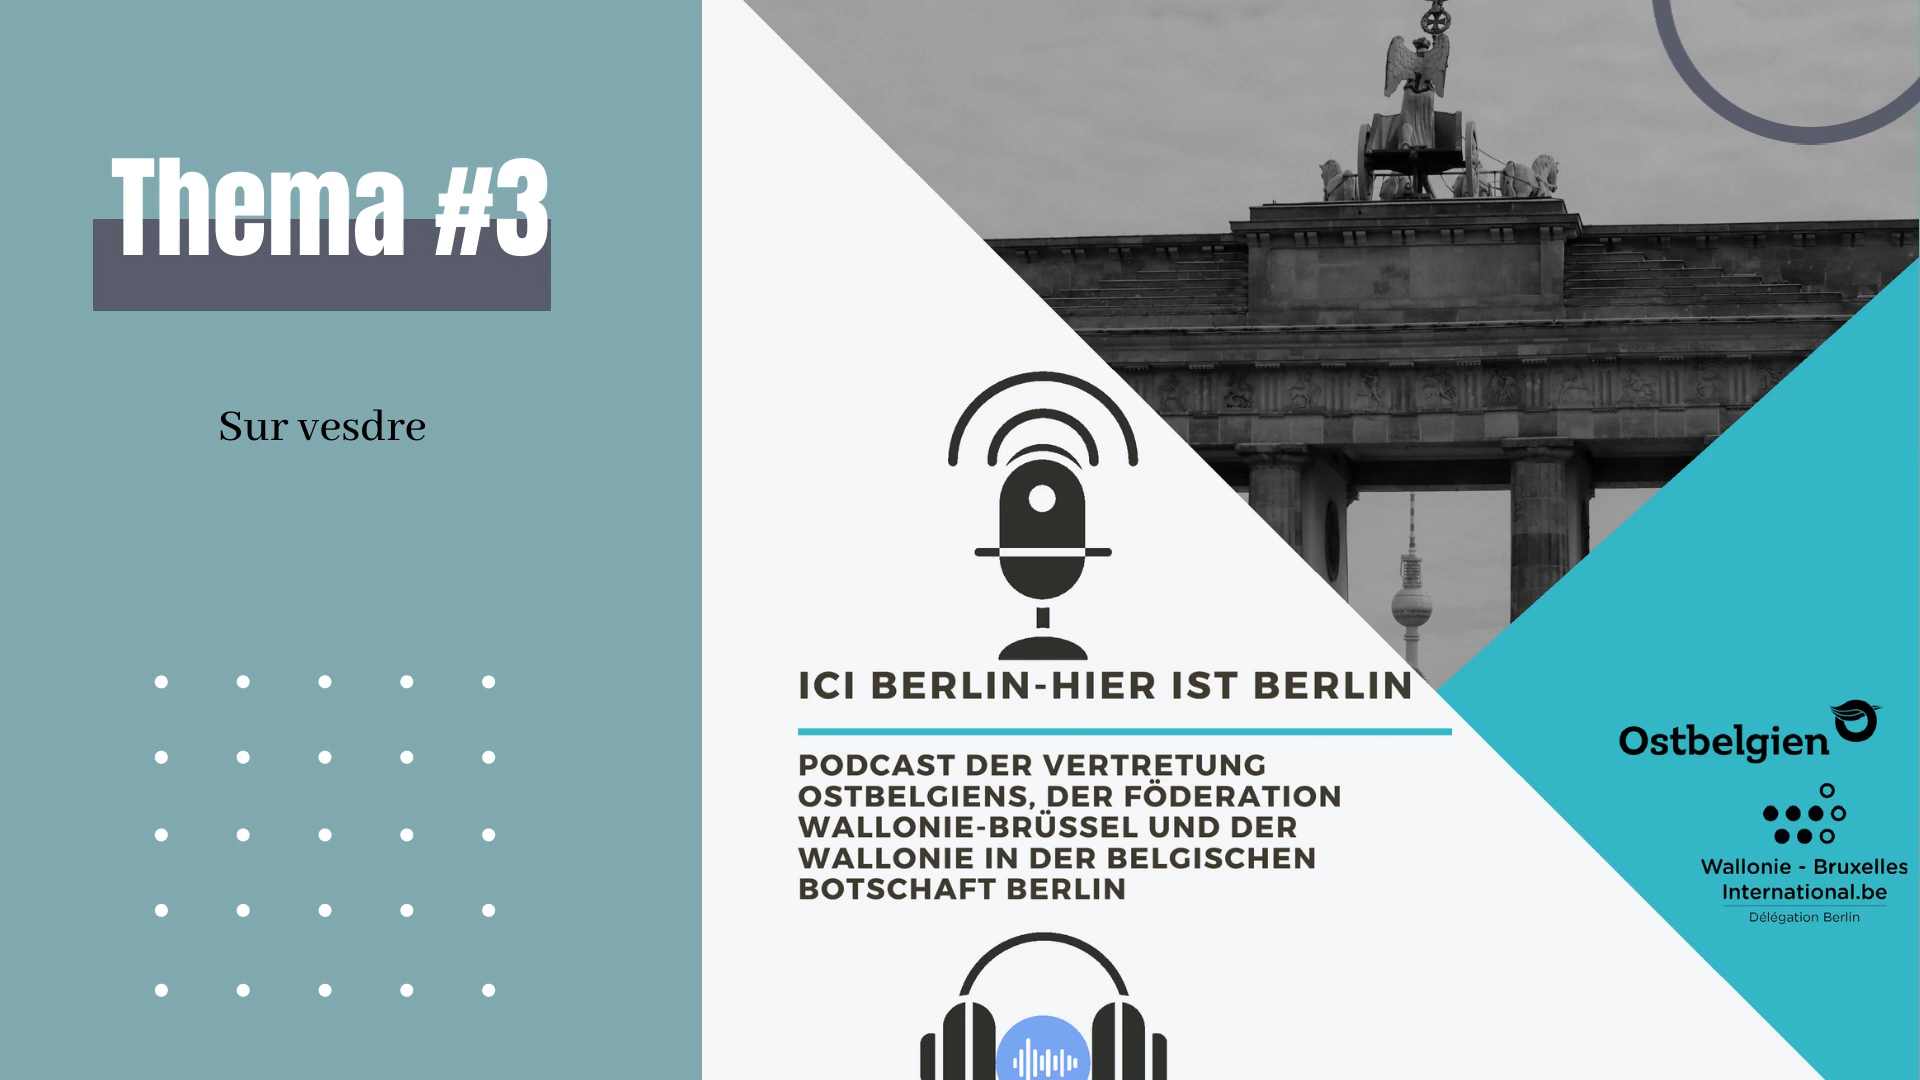 Thema #3
Sur vesdre
ICI BERLIN-HIER IST BERLIN
PODCAST DER VERTRETUNG
OSTBELGIENS, DER FÖDERATION
WALLONIE-BRÜSSEL UND DER
WALLONIE IN DER BELGISCHEN
BOTSCHAFT BERLIN
Ostbelgien
Wallonie - Bruxelles
International.be
Délégation Berlin